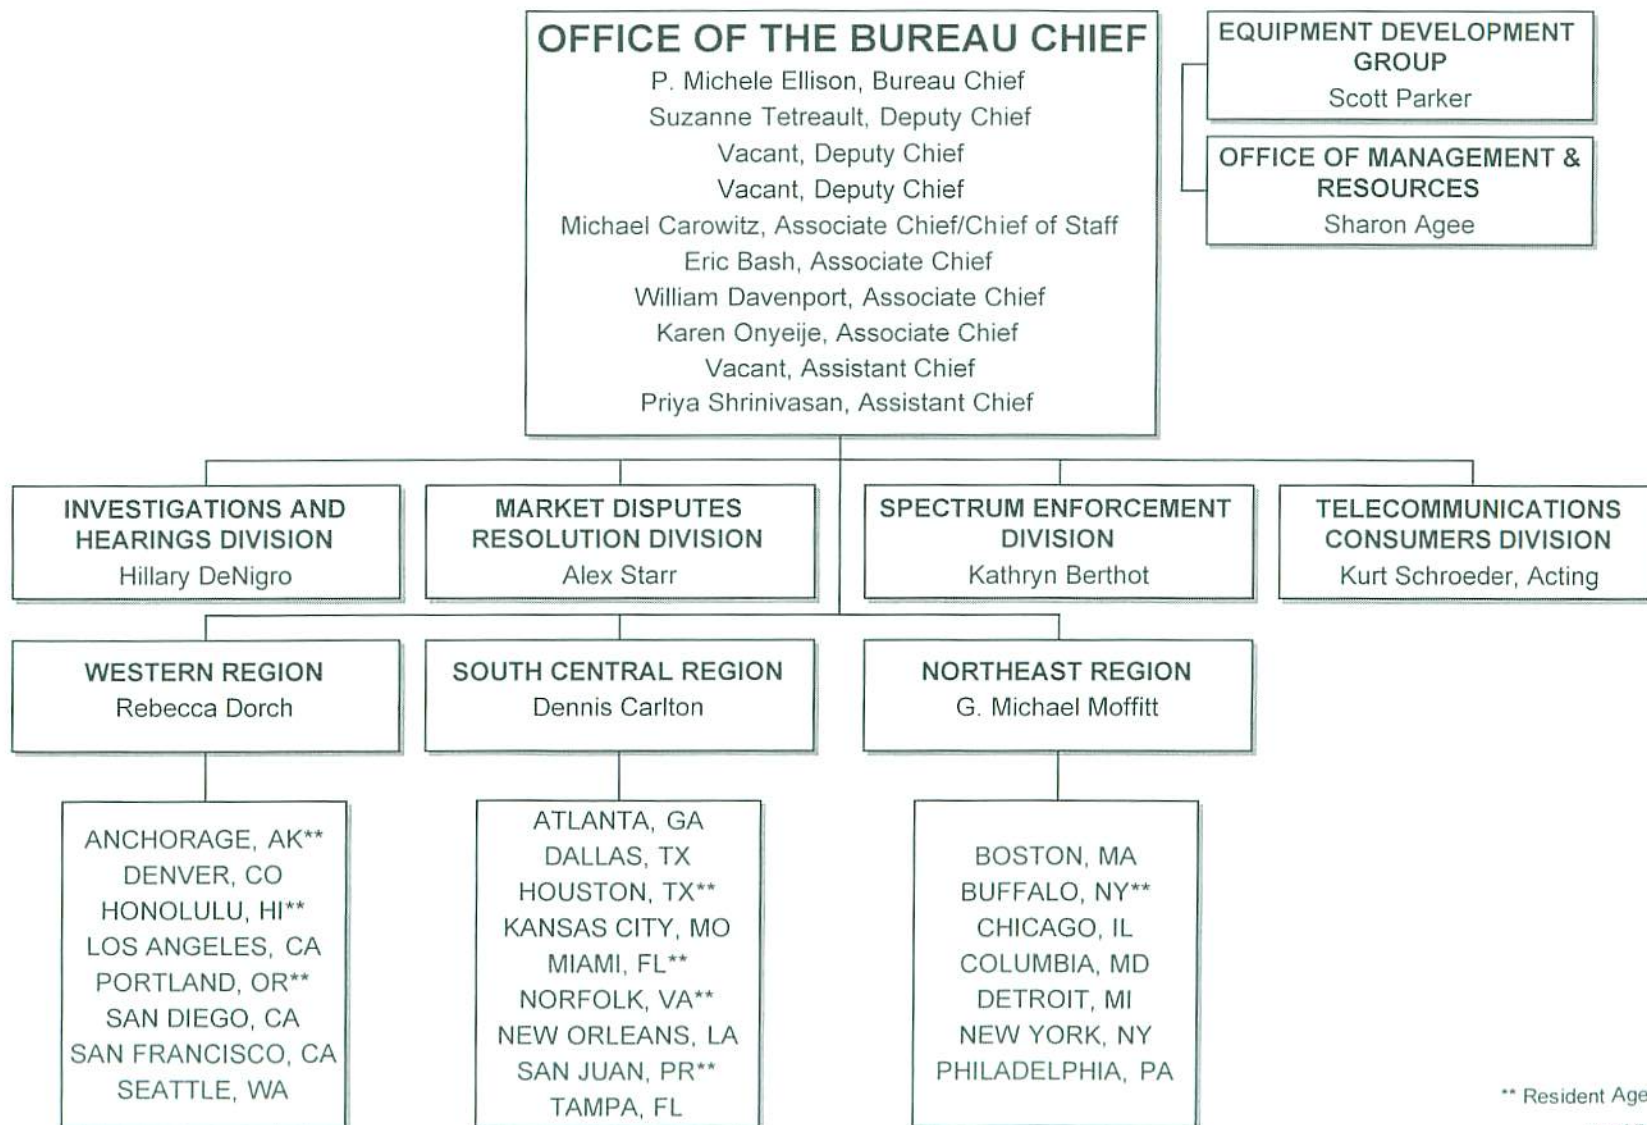 OFFICE OF THE BUREAU CHIEF
P. Michele Ellison, Bureau Chief
Suzanne Tetreault, Deputy Chief
Vacant, Deputy Chief
Vacant, Deputy Chief
Michael Carowitz, Associate Chief/Chief of Staff
Eric Bash, Associate Chief
William Davenport, Associate Chief
Karen Onyeije, Associate Chief
Vacant, Assistant Chief
Priya Shrinivasan, Assistant Chief
EQUIPMENT DEVELOPMENT
GROUP
Scott Parker
OFFICE OF MANAGEMENT &
RESOURCES
Sharon Agee
INVESTIGATIONS AND
HEARINGS DIVISION
Hillary DeNigro
MARKET DISPUTES
RESOLUTION DIVISION
Alex Starr
SPECTRUM ENFORCEMENT
DIVISION
Kathryn Berthot
TELECOMMUNICATIONS
CONSUMERS DIVISION
Kurt Schroeder, Acting
WESTERN REGION
Rebecca Dorch
SOUTH CENTRAL REGION
Dennis Carlton
NORTHEAST REGION
G. Michael Moffitt
ANCHORAGE, AK**
DENVER, CO
HONOLULU, HI**
LOS ANGELES, CA
PORTLAND, OR**
SAN DIEGO, CA
SAN FRANCISCO, CA
SEATTLE, WA
ATLANTA, GA
DALLAS, TX
HOUSTON, TX**
KANSAS CITY, MO
MIAMI, FL**
NORFOLK, VA**
NEW ORLEANS, LA
SAN JUAN, PR**
TAMPA, FL
BOSTON, MA
BUFFALO, NY**
CHICAGO, IL
COLUMBIA, MD
DETROIT, MI
NEW YORK, NY
PHILADELPHIA, PA
** Resident Age